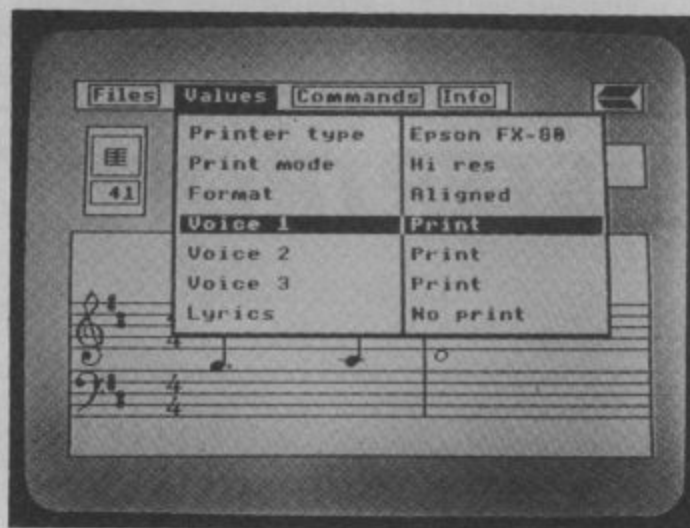 Files Values Commands Info
Printer type Epson FX-80
Print mode Hi res
41 Format Aligned
Voice 1 Print
Voice 2 Print
Voice 3 Print
Lyrics No print
4
4
4